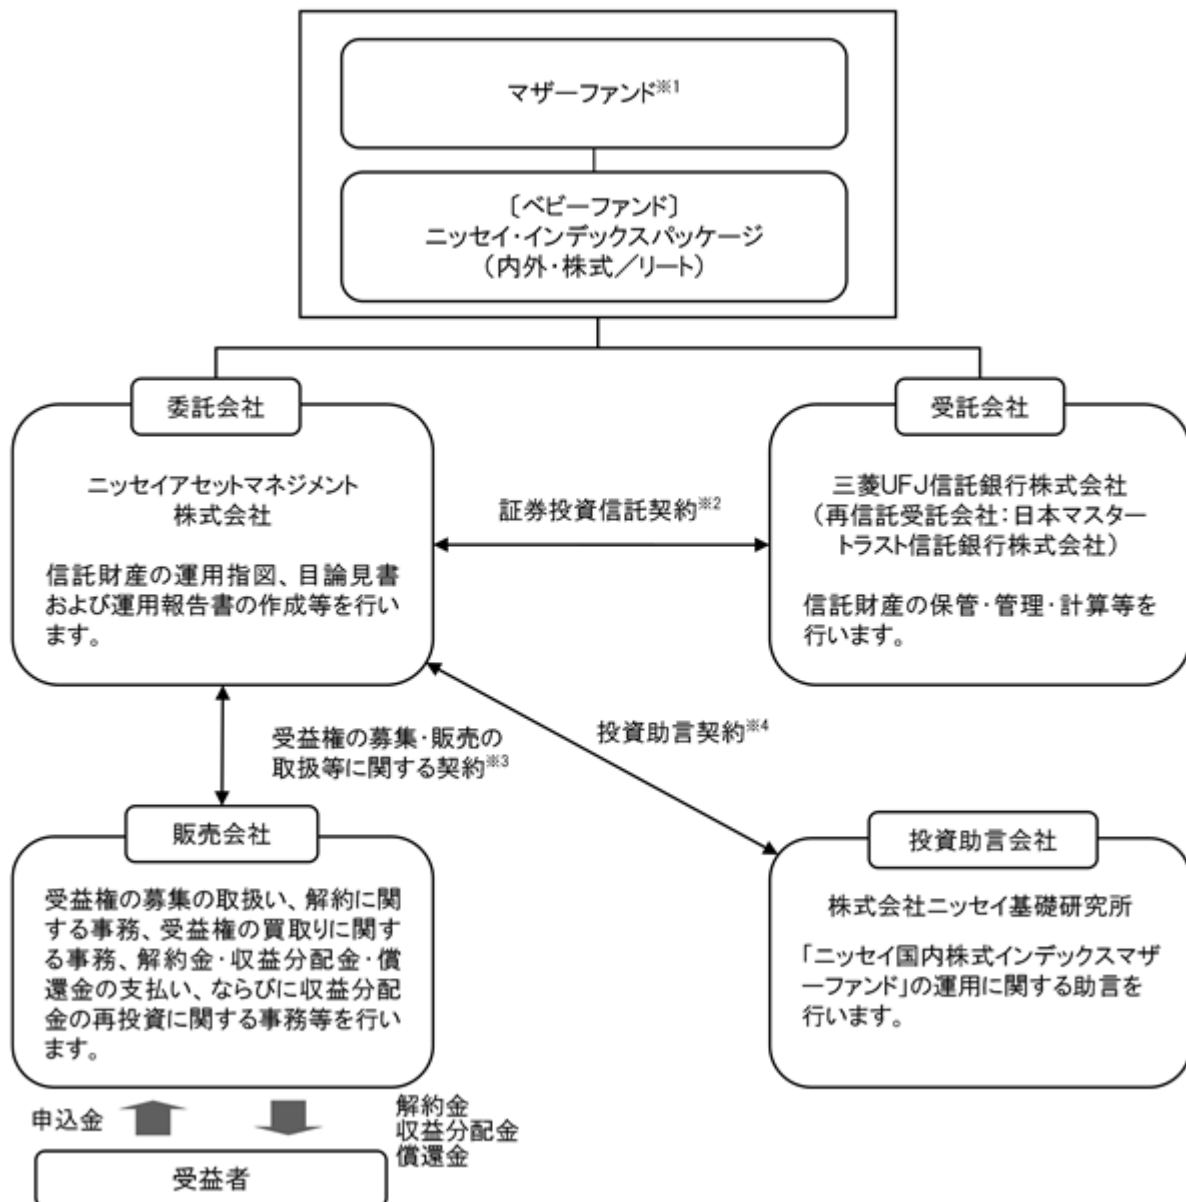 マザーファンド※1
〔ベビーファンド〕
ニッセイ・インデックスパッケージ
（内外・株式／リート）
委託会社
ニッセイアセットマネジメント
株式会社
信託財産の運用指図、目論見書
および運用報告書の作成等を行い
ます。
証券投資信託契約※2
受託会社
三菱UFJ信託銀行株式会社
（再信託受託会社：日本マスター
トラスト信託銀行株式会社）
信託財産の保管・管理・計算等を
行います。
受益権の募集・販売の
取扱等に関する契約※3
投資助言契約※4
販売会社
受益権の募集の取扱い、解約に関
する事務、受益権の買取りに関す
る事務、解約金・収益分配金・償
還金の支払い、ならびに収益分配
金の再投資に関する事務等を行い
ます。
投資助言会社
株式会社ニッセイ基礎研究所
「ニッセイ国内株式インデックスマザ
ーファンド」の運用に関する助言を
行います。
申込金
解約金
収益分配金
償還金
受益者